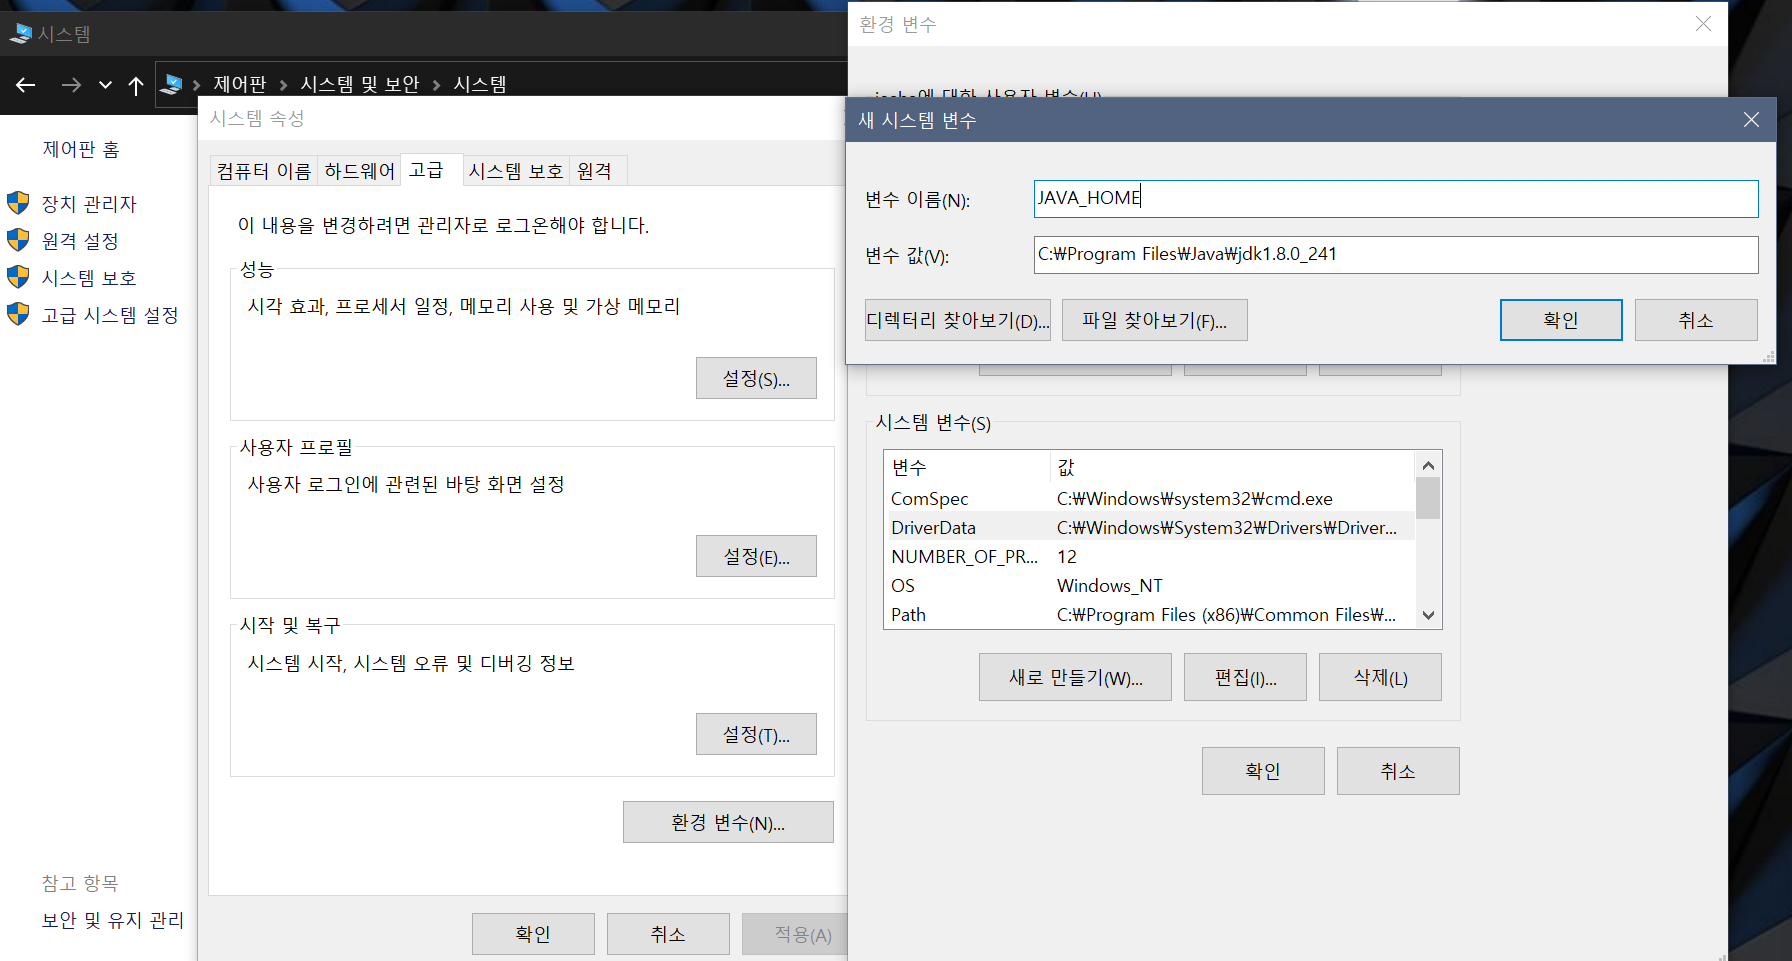 시스템
제어판 › 시스템 및 보안 › 시스템
제어판 홈
장치 관리자
원격 설정
시스템 보호
고급 시스템 설정
참고 항목
보안 및 유지 관리
시스템 속성
컴퓨터 이름 하드웨어 고급 시스템 보호 원격
이 내용을 변경하려면 관리자로 로그온해야 합니다.
성능
시각 효과, 프로세서 일정, 메모리 사용 및 가상 메모리
설정(S)...
사용자 프로필
사용자 로그인에 관련된 바탕 화면 설정
설정(E)...
시작 및 복구
시스템 시작, 시스템 오류 및 디버깅 정보
설정(T)...
환경 변수(N)...
확인 취소 적용(A)
환경 변수
에 대한 사용자 변수(U)
새 시스템 변수
변수 이름(N): JAVA_HOME
변수 값(V): C:₩Program Files₩Java₩jdk1.8.0_241
디렉터리 찾아보기(D)... 파일 찾아보기(F)... 확인 취소
시스템 변수(S)
변수 값
ComSpec C:₩Windows₩system32₩cmd.exe
DriverData C:₩Windows₩System32₩Drivers₩Driver...
NUMBER_OF_PR... 12
OS Windows_NT
Path C:₩Program Files (x86)₩Common Files₩...
새로 만들기(W)... 편집(I)... 삭제(L)
확인 취소